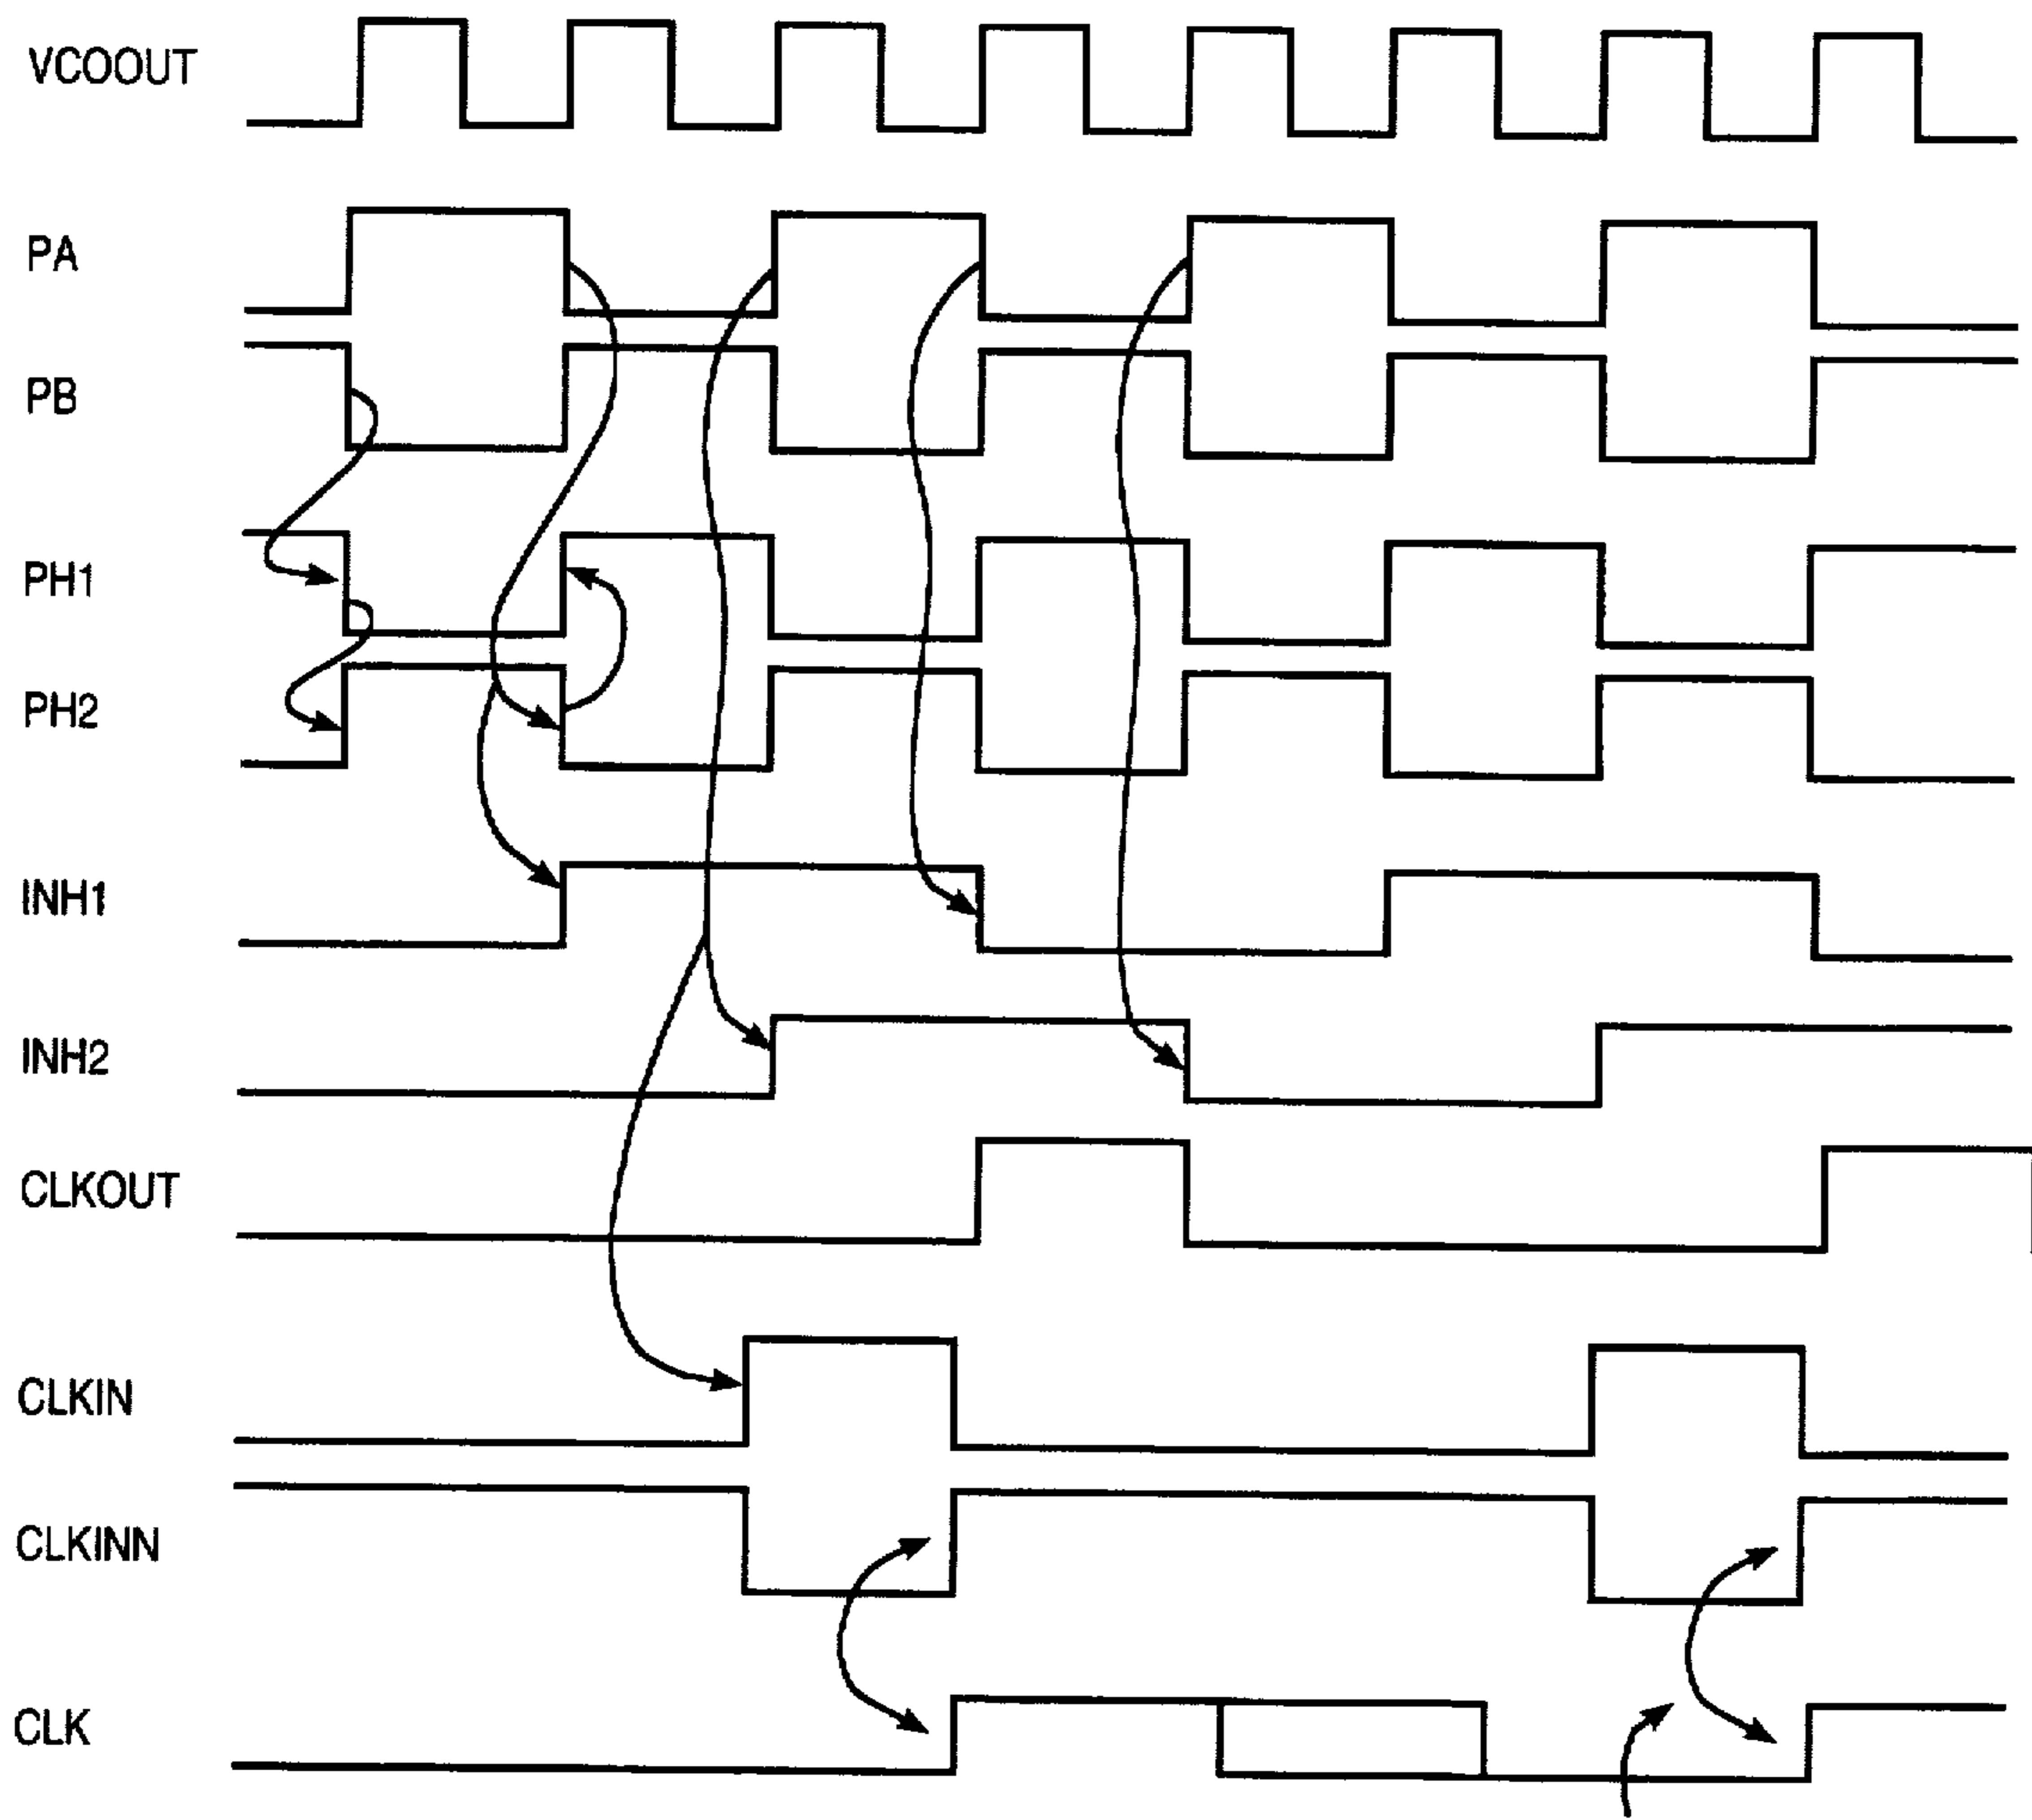 VCOOUT
PA
PB
PH1
PH2
INH1
INH2
CLKOUT
CLKIN
CLKINN
CLK